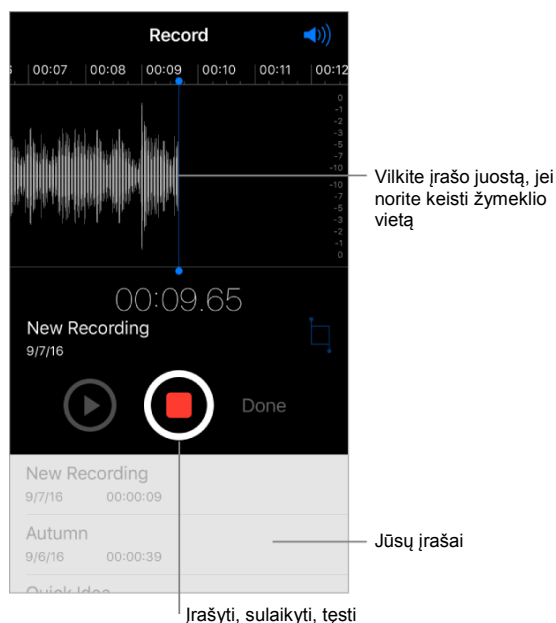 Record
6 00:07 00:08 00:09 00:10 00:11 00:12
0
-1
-2
-3
-5
-7
-10
-10
-7
-5
-3
-2
-1
0
Vilkite įrašo juostą, jei
norite keisti žymeklio
vietą
00:09.65
New Recording
9/7/16
Done
New Recording
9/7/16 00:00:09
Autumn
9/6/16 00:00:39
Jūsų įrašai
Quick Idea
Įrašyti, sulaikyti, tęsti